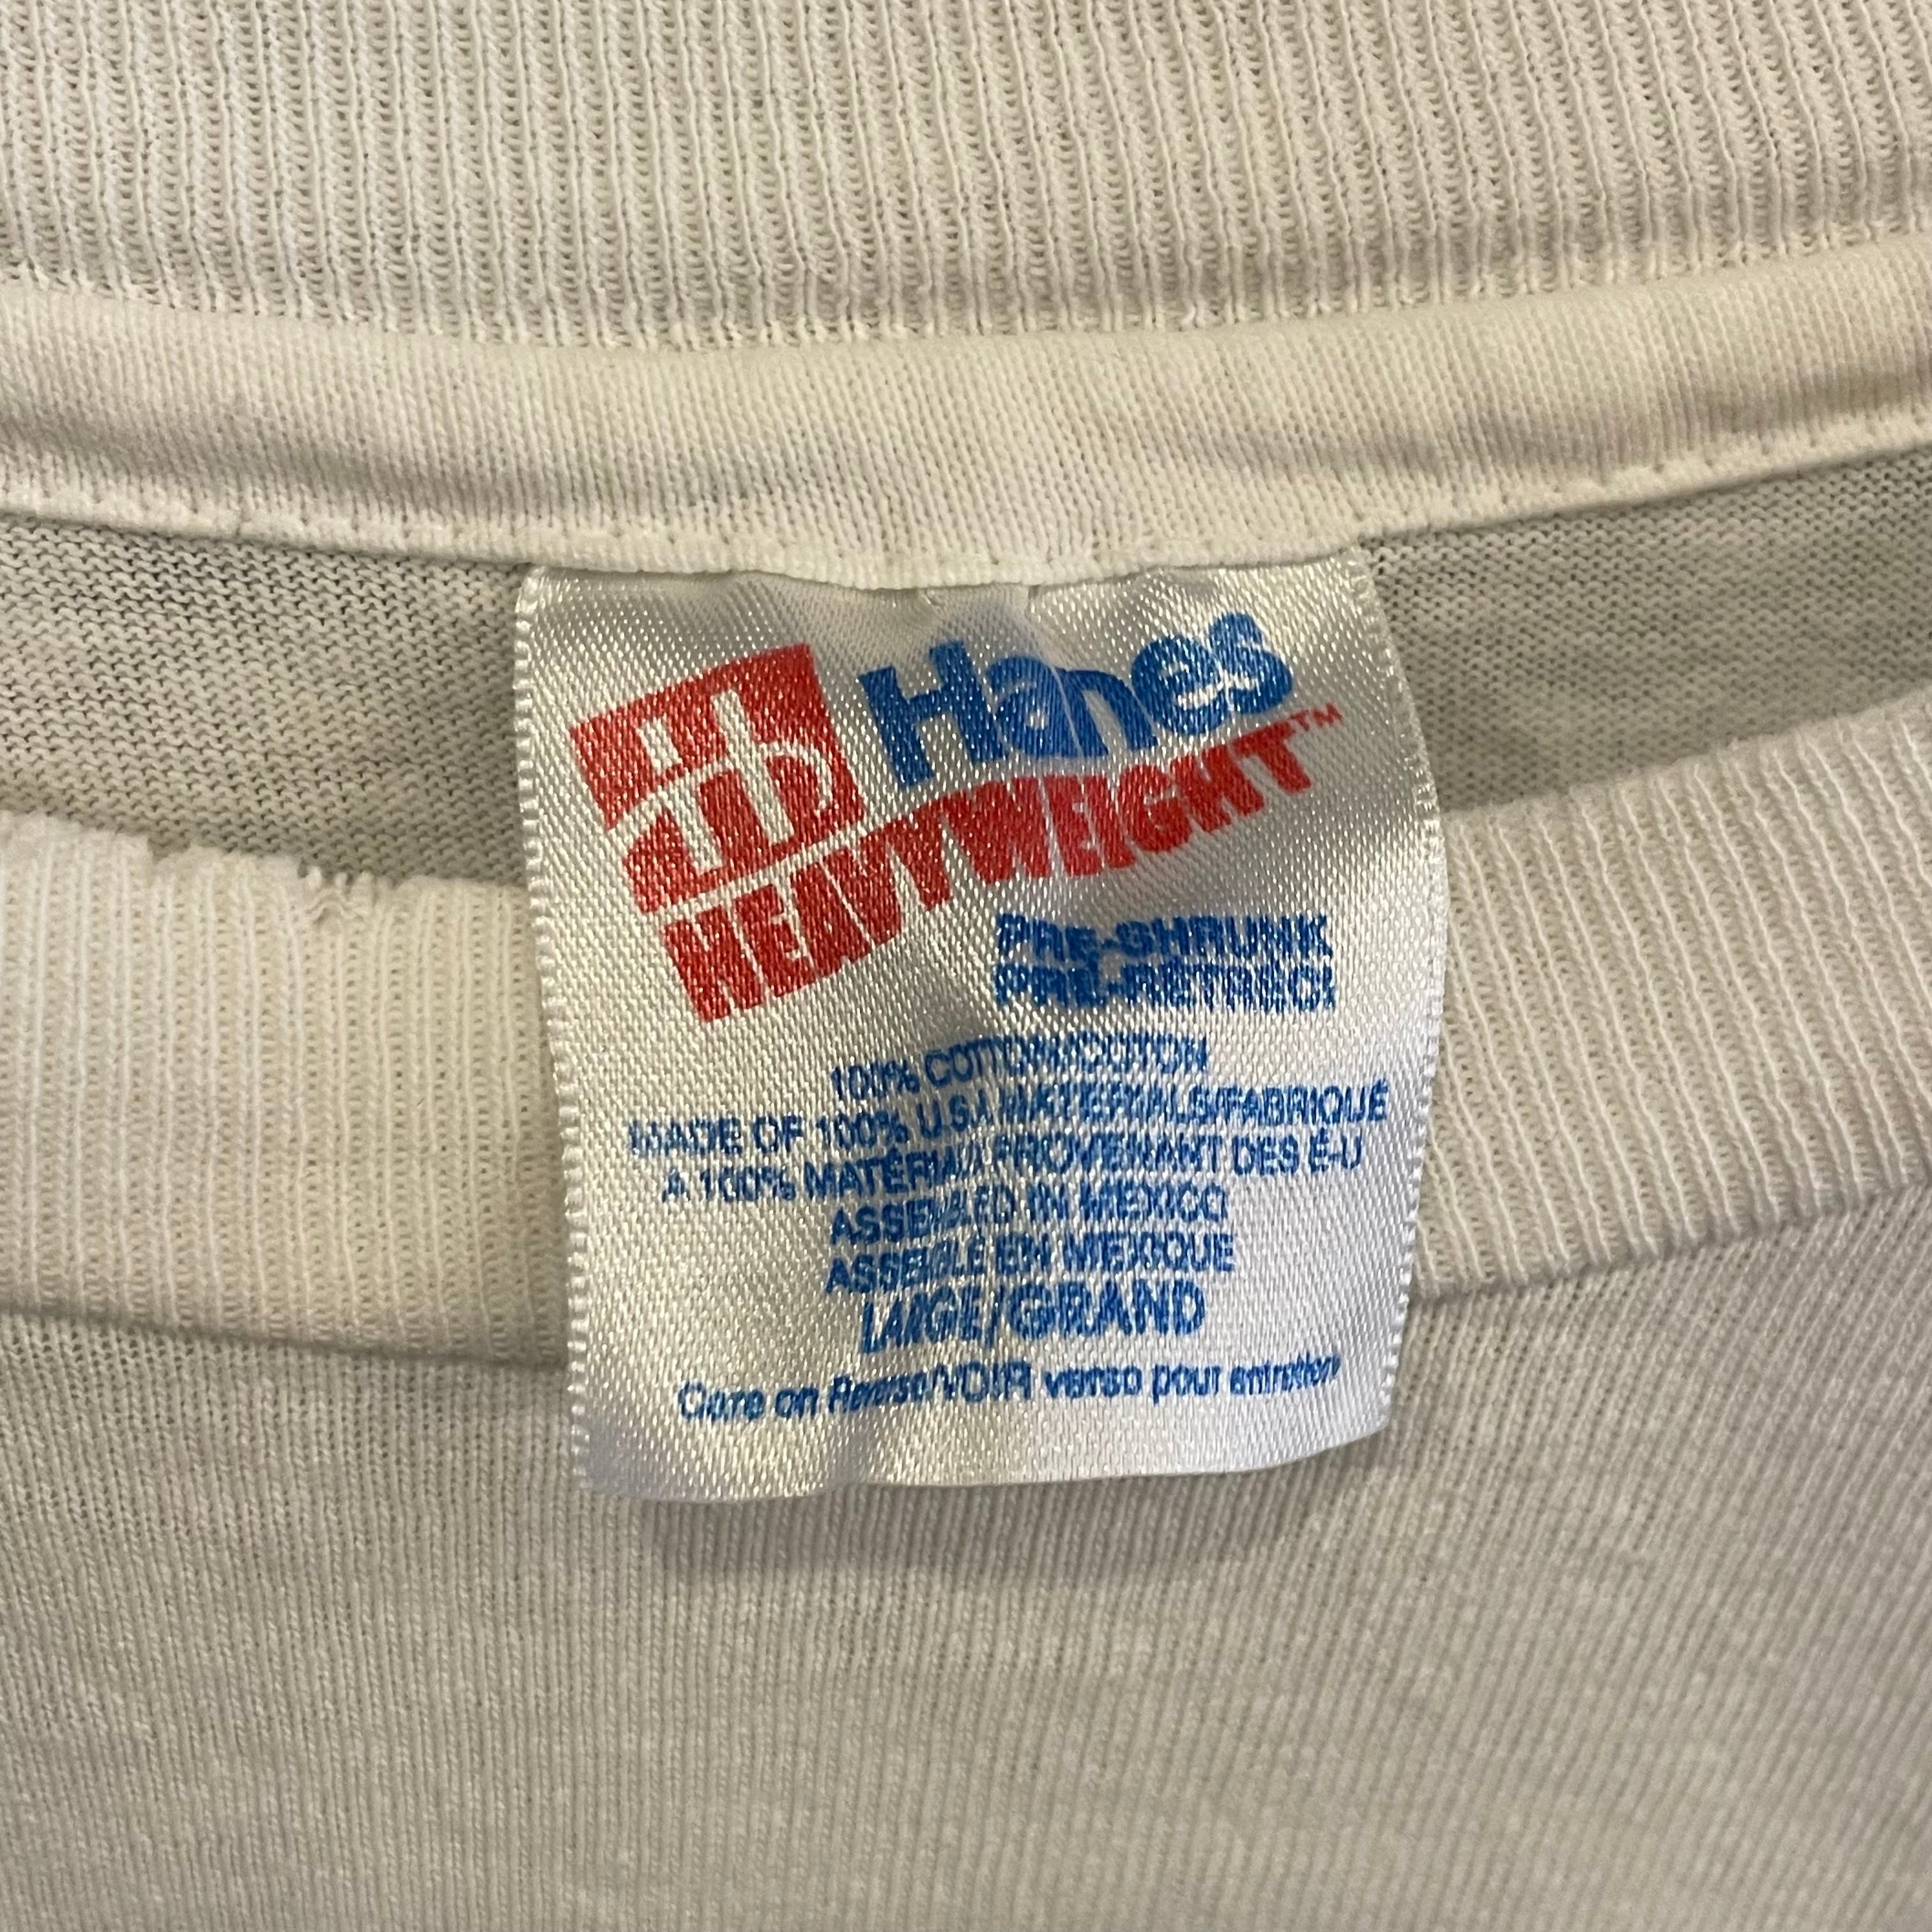 Hanes
HEAVYWEIGHT™
PRE-SHRUNK
PRÉ-RÉTRÉCI
100% COTTON/COTON
MADE OF 100% U.S.A MATERIALS/FABRIQUÉ
A 100% MATÉRIAUX PROVENANT DES É-U
ASSEMBLED IN MEXICO
ASSEMBLÉ EN MEXIQUE
LARGE/GRAND
Care on Reverse/VOIR verso pour entretien